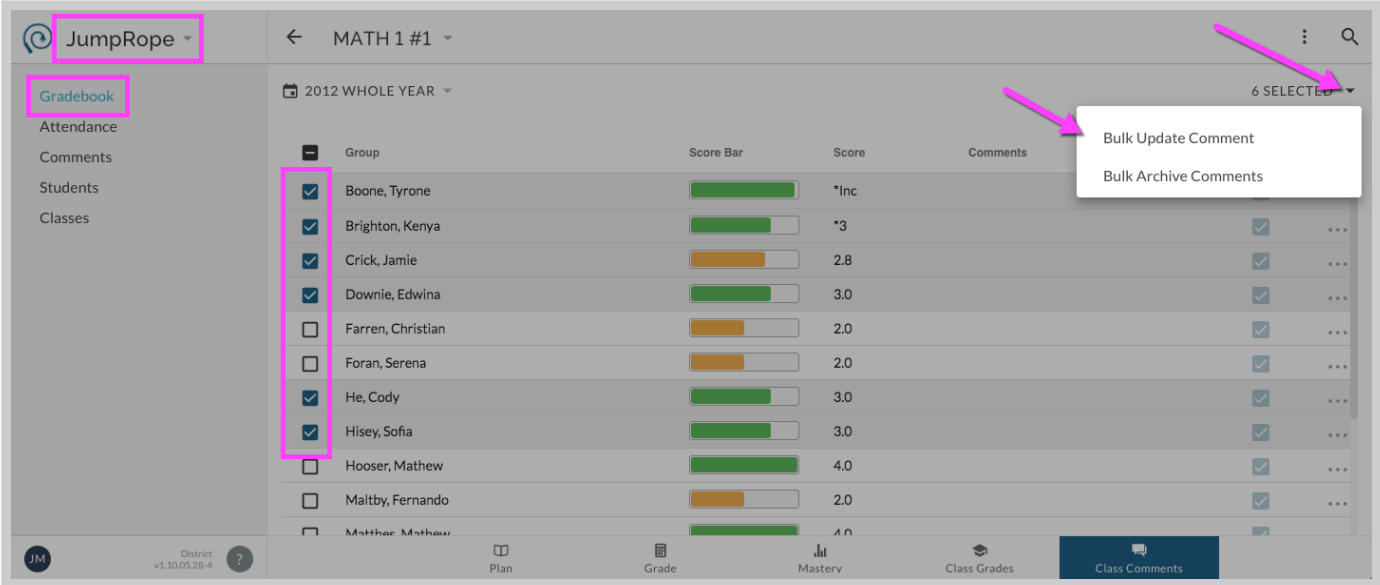 JumpRope
MATH 1 #1
Gradebook
Attendance
Comments
Students
Classes
2012 WHOLE YEAR
6 SELECTED
Bulk Update Comment
Bulk Archive Comments
Group Score Bar Score Comments
Boone, Tyrone *Inc
Brighton, Kenya *3
Crick, Jamie 2.8
Downie, Edwina 3.0
Farren, Christian 2.0
Foran, Serena 2.0
He, Cody 3.0
Hisey, Sofia 3.0
Hooser, Mathew 4.0
Maltby, Fernando 2.0
Matthes, Mathew 4.0
JM
District
v1.10.05.28-4
?
Plan Grade Mastery Class Grades Class Comments